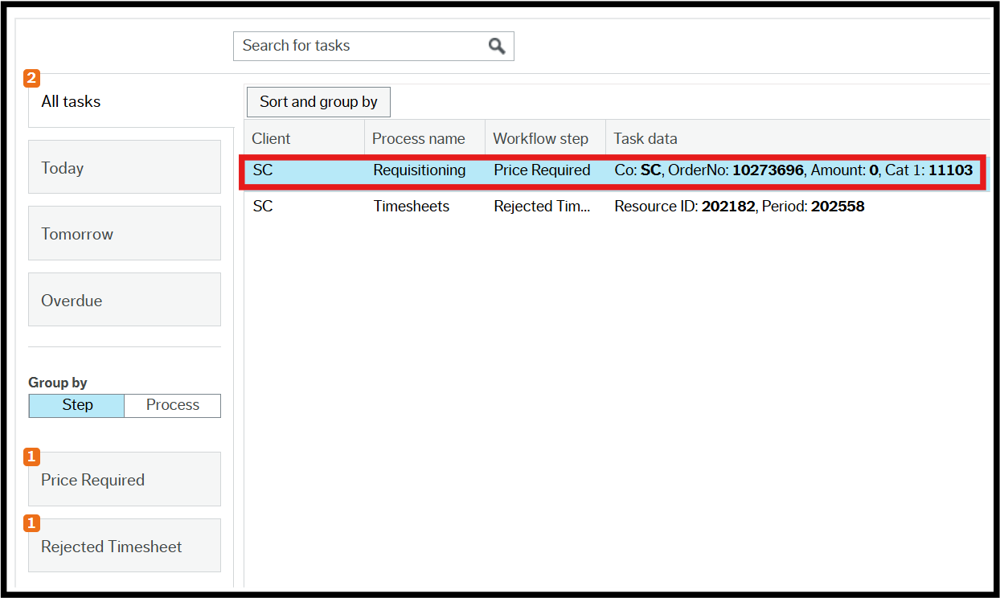 Search for tasks
2
All tasks
Today
Tomorrow
Overdue
Group by
Step Process
1
Price Required
1
Rejected Timesheet
Sort and group by
Client Process name Workflow step Task data
SC Requisitioning Price Required Co: SC, OrderNo: 10273696, Amount: 0, Cat 1: 11103
SC Timesheets Rejected Tim... Resource ID: 202182, Period: 202558